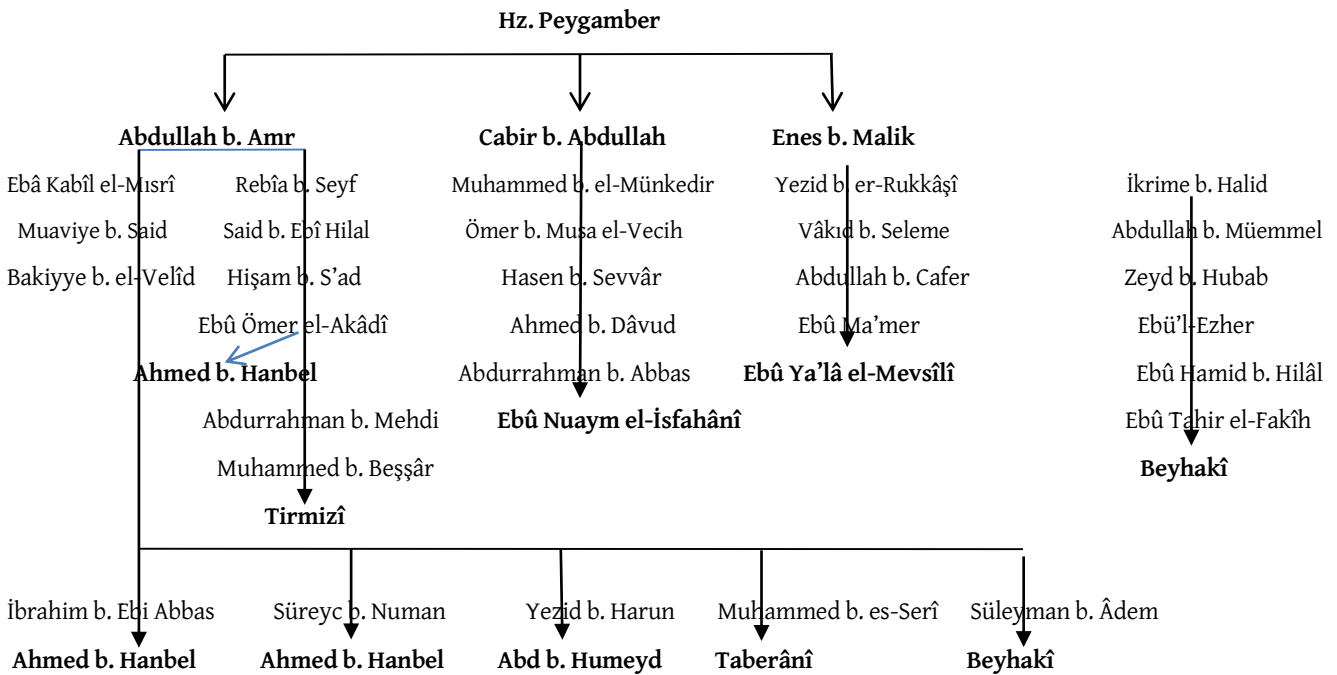 Hz. Peygamber
Abdullah b. Amr Cabir b. Abdullah Enes b. Malik
Ebâ Kabîl el-Mısrî Rebîa b. Seyf Muhammed b. el-Münkedir Yezid b. er-Rukkâşî İkrime b. Halid
Muaviye b. Said Said b. Ebî Hilal Ömer b. Musa el-Vecih Vâkıd b. Seleme Abdullah b. Müemmel
Bakiyye b. el-Velîd Hişam b. S’ad Hasen b. Sevvâr Abdullah b. Cafer Zeyd b. Hubab
Ebû Ömer el-Akâdî Ahmed b. Dâvud Ebû Ma’mer Ebü’l-Ezher
Ahmed b. Hanbel Abdurrahman b. Abbas Ebû Ya’lâ el-Mevsîlî Ebû Hamid b. Hilâl
Abdurrahman b. Mehdi Ebû Nuaym el-İsfahânî Ebû Tahir el-Fakîh
Muhammed b. Beşşâr Beyhakî
Tirmizî
İbrahim b. Ebi Abbas Süreyc b. Numan Yezid b. Harun Muhammed b. es-Serî Süleyman b. Âdem
Ahmed b. Hanbel Ahmed b. Hanbel Abd b. Humeyd Taberânî Beyhakî